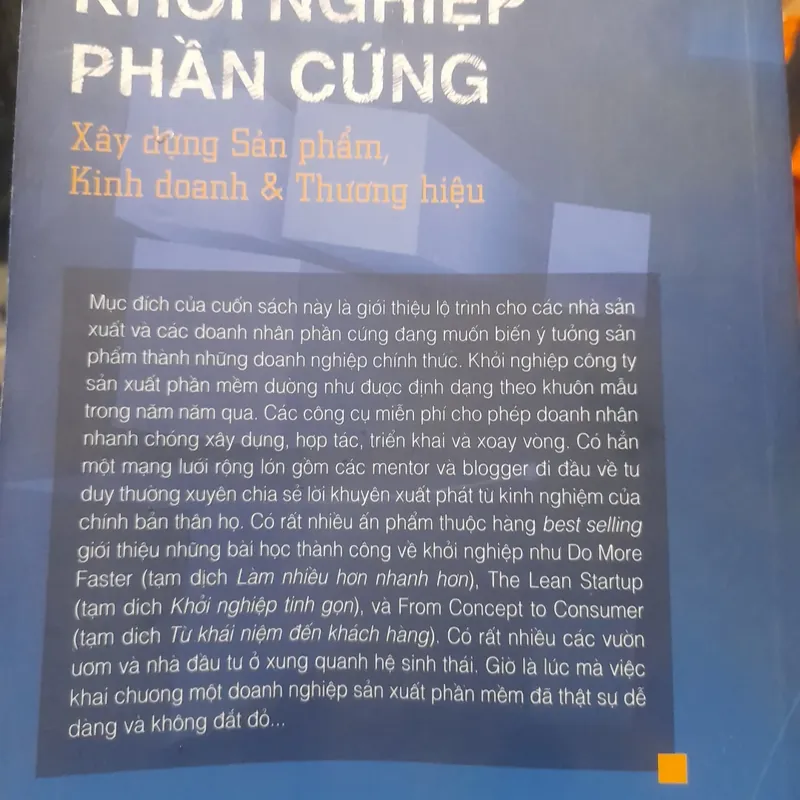 KHỞI NGHIỆP
PHẦN CỨNG
Xây dựng Sản phẩm,
Kinh doanh & Thương hiệu
Mục đích của cuốn sách này là giới thiệu lộ trình cho các nhà sản
xuất và các doanh nhân phần cứng đang muốn biến ý tưởng sản
phẩm thành những doanh nghiệp chính thức. Khởi nghiệp công ty
sản xuất phần mềm dường như được định dạng theo khuôn mẫu
trong năm năm qua. Các công cụ miễn phí cho phép doanh nhân
nhanh chóng xây dựng, hợp tác, triển khai và xoay vòng. Có hẳn
một mạng lưới rộng lớn gồm các mentor và blogger đi đầu về tư
duy thường xuyên chia sẻ lời khuyên xuất phát từ kinh nghiệm của
chính bản thân họ. Có rất nhiều ấn phẩm thuộc hàng best selling
giới thiệu những bài học thành công về khởi nghiệp như Do More
Faster (tạm dịch Làm nhiều hơn nhanh hơn), The Lean Startup
(tạm dích Khởi nghiệp tinh gọn), và From Concept to Consumer
(tạm dich Từ khái niệm đến khách hàng). Có rất nhiều các vườn
ươm và nhà đầu tư ở xung quanh hệ sinh thái. Giờ là lúc mà việc
khai chương một doanh nghiệp sản xuất phần mềm đã thật sự dễ
dàng và không đắt đỏ...